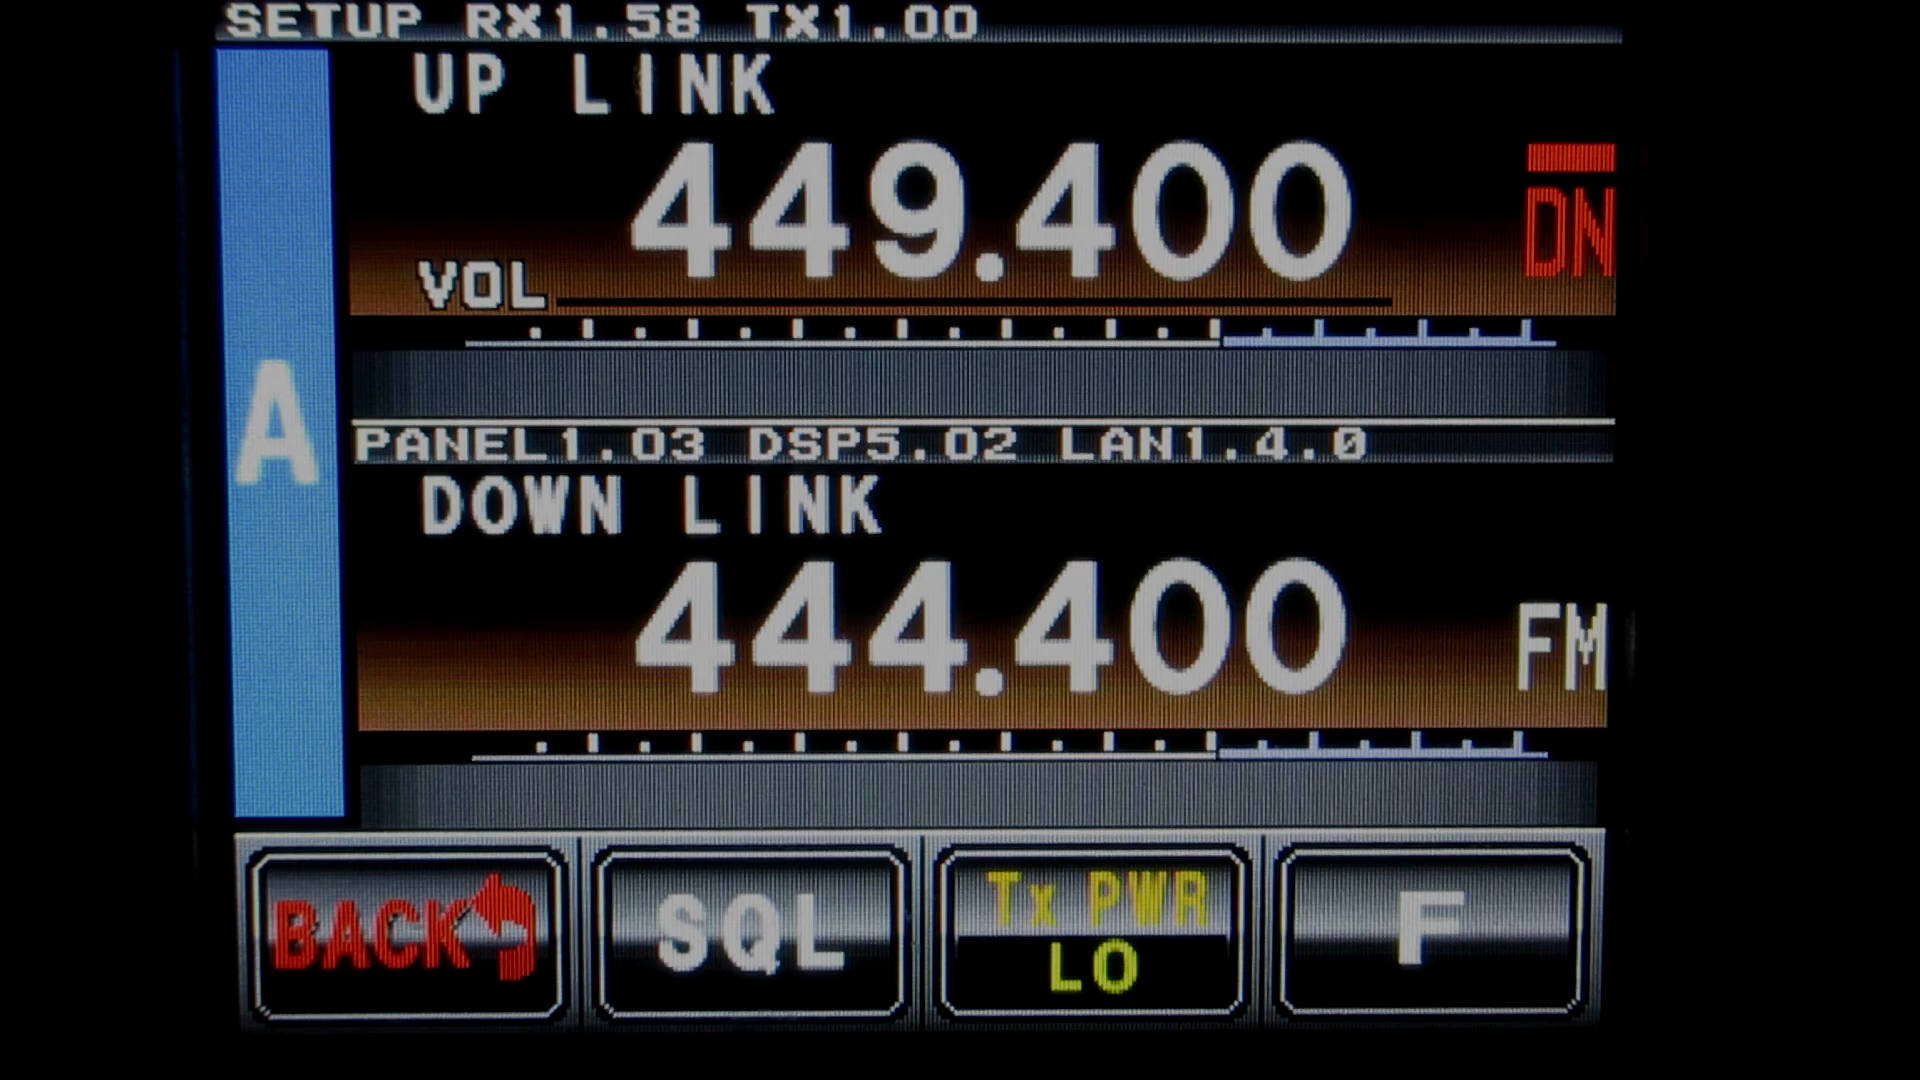 SETUP RX1.58 TX1.00
UP LINK
449.400
DN
VOL
A
PANEL1.03 DSP5.02 LAN1.4.0
DOWN LINK
444.400
FM
BACK
SQL
Tx PWR
LO
F